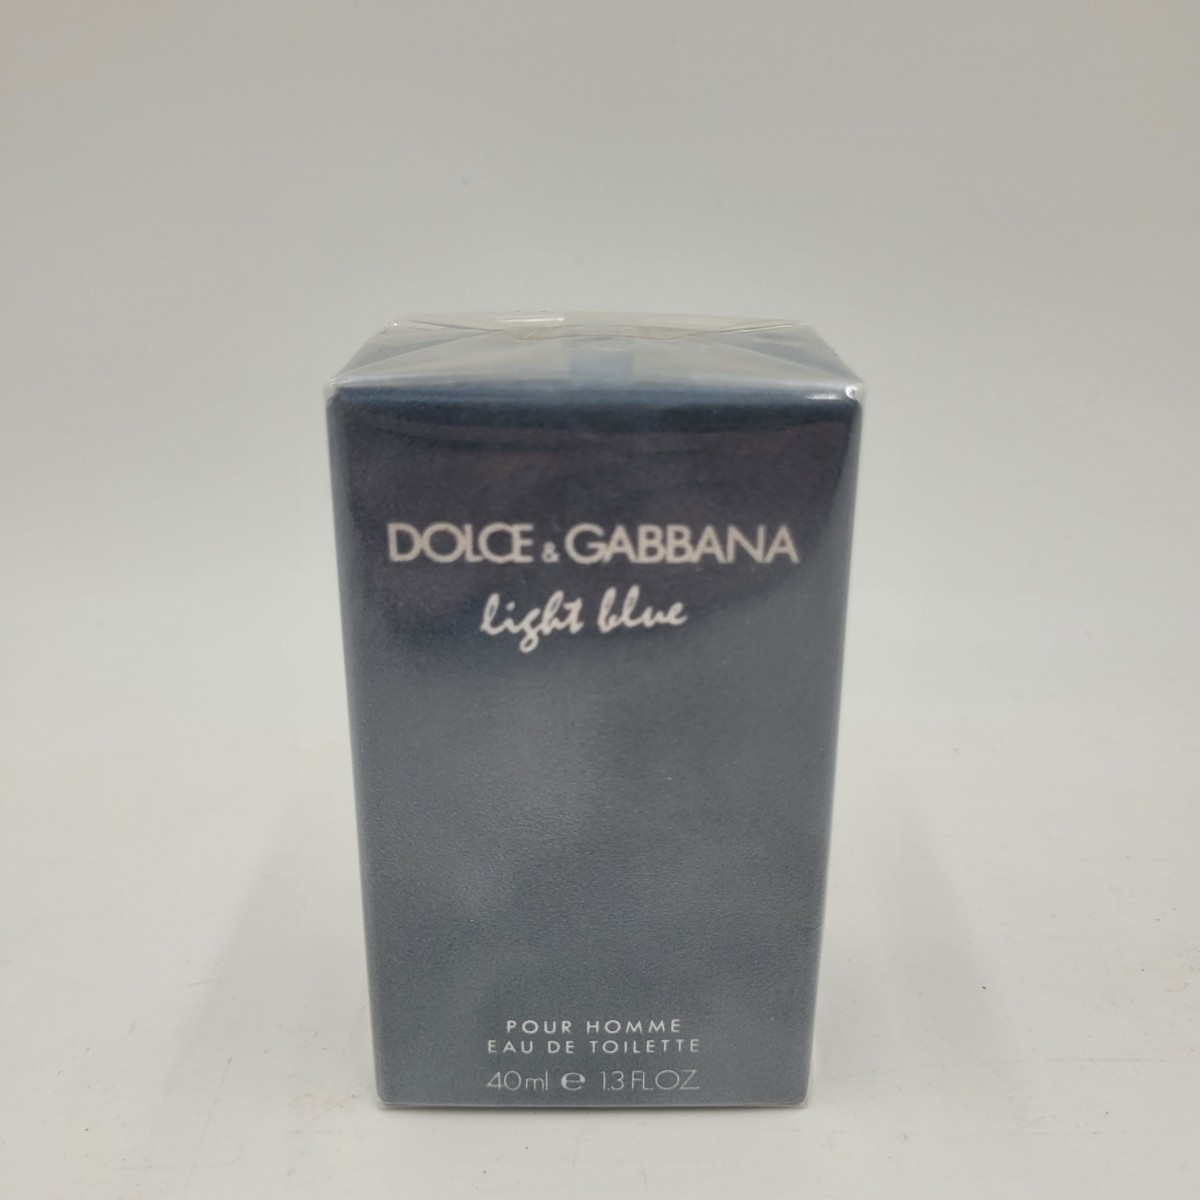 DOLCE & GABBANA
light blue
POUR HOMME
EAU DE TOILETTE
40ml ℮ 1.3 FL.OZ